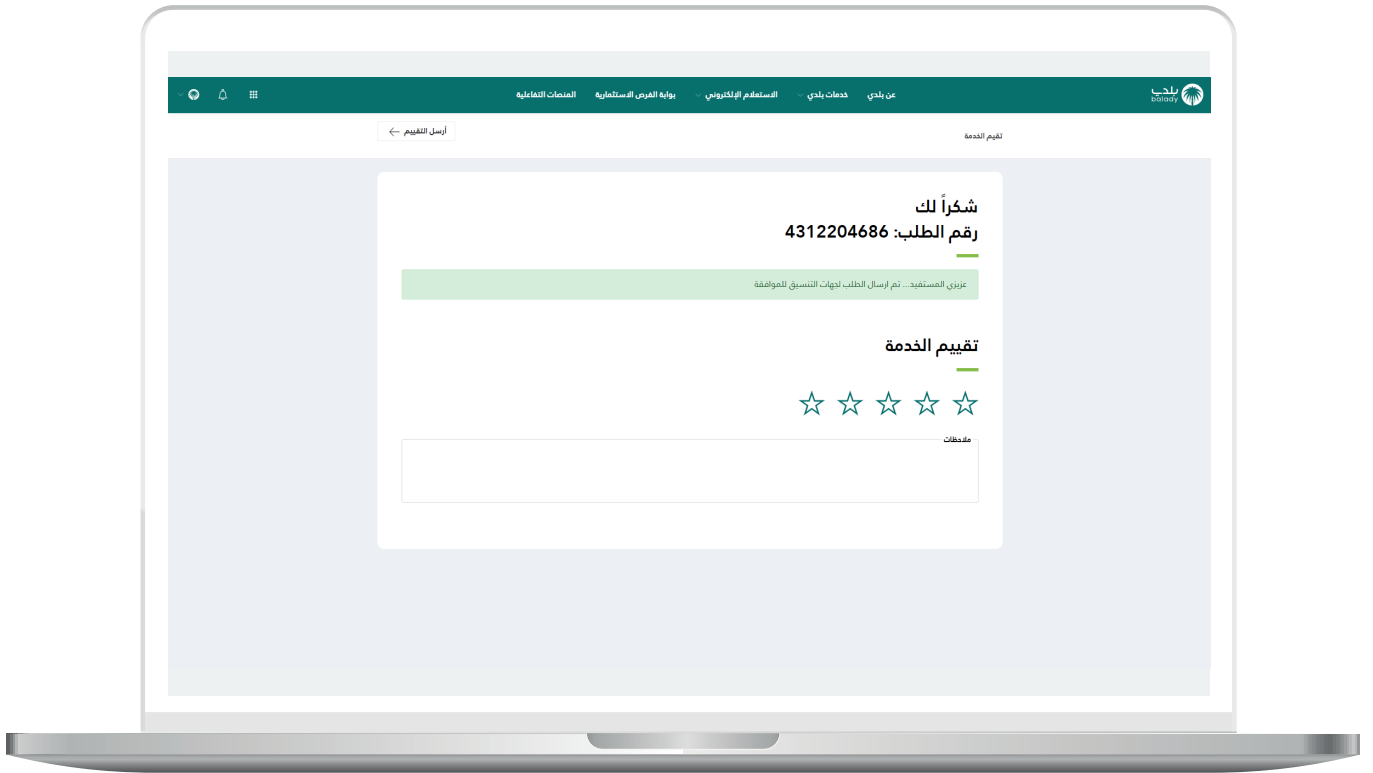 بلدي
balady
عن بلدي
خدمات بلدي
الاستعلام الإلكتروني
بوابة الفرص الاستثمارية
المنصات التفاعلية
تقيم الخدمة
أرسل التقييم
شكراً لك
رقم الطلب: 4312204686
عزيزي المستفيد... تم ارسال الطلب لجهات التنسيق للموافقة
تقييم الخدمة
ملاحظات